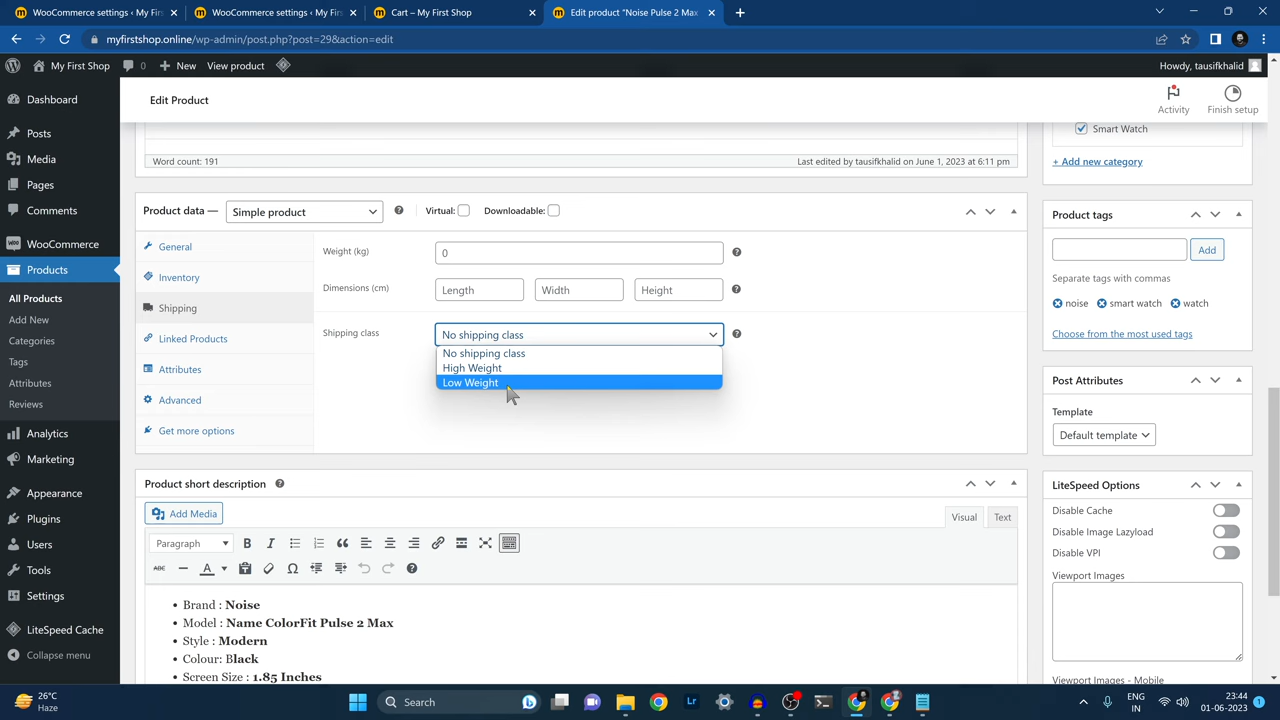 WooCommerce settings ‹ My First
WooCommerce settings ‹ My First
Cart – My First Shop
Edit product "Noise Pulse 2 Max
myfirstshop.online/wp-admin/post.php?post=29&action=edit
My First Shop
0
New
View product
Howdy, tausifkhalid
Dashboard
Posts
Media
Pages
Comments
WooCommerce
Products
All Products
Add New
Categories
Tags
Attributes
Reviews
Analytics
Marketing
Appearance
Plugins
Users
Tools
Settings
LiteSpeed Cache
Collapse menu
Edit Product
Activity
Finish setup
Word count: 191
Last edited by tausifkhalid on June 1, 2023 at 6:11 pm
Product data —
Simple product
Virtual:
Downloadable:
General
Inventory
Shipping
Linked Products
Attributes
Advanced
Get more options
Weight (kg)
0
Dimensions (cm)
Length
Width
Height
Shipping class
No shipping class
No shipping class
High Weight
Low Weight
Product short description
Add Media
Visual
Text
Paragraph
B
I
ABC
A
Brand : Noise
Model : Name ColorFit Pulse 2 Max
Style : Modern
Colour: Black
Screen Size : 1.85 Inches
Smart Watch
+ Add new category
Product tags
Add
Separate tags with commas
noise
smart watch
watch
Choose from the most used tags
Post Attributes
Template
Default template
LiteSpeed Options
Disable Cache
Disable Image Lazyload
Disable VPI
Viewport Images
Viewport Images - Mobile
26°C
Haze
Search
Lr
ENG
IN
23:44
01-06-2023